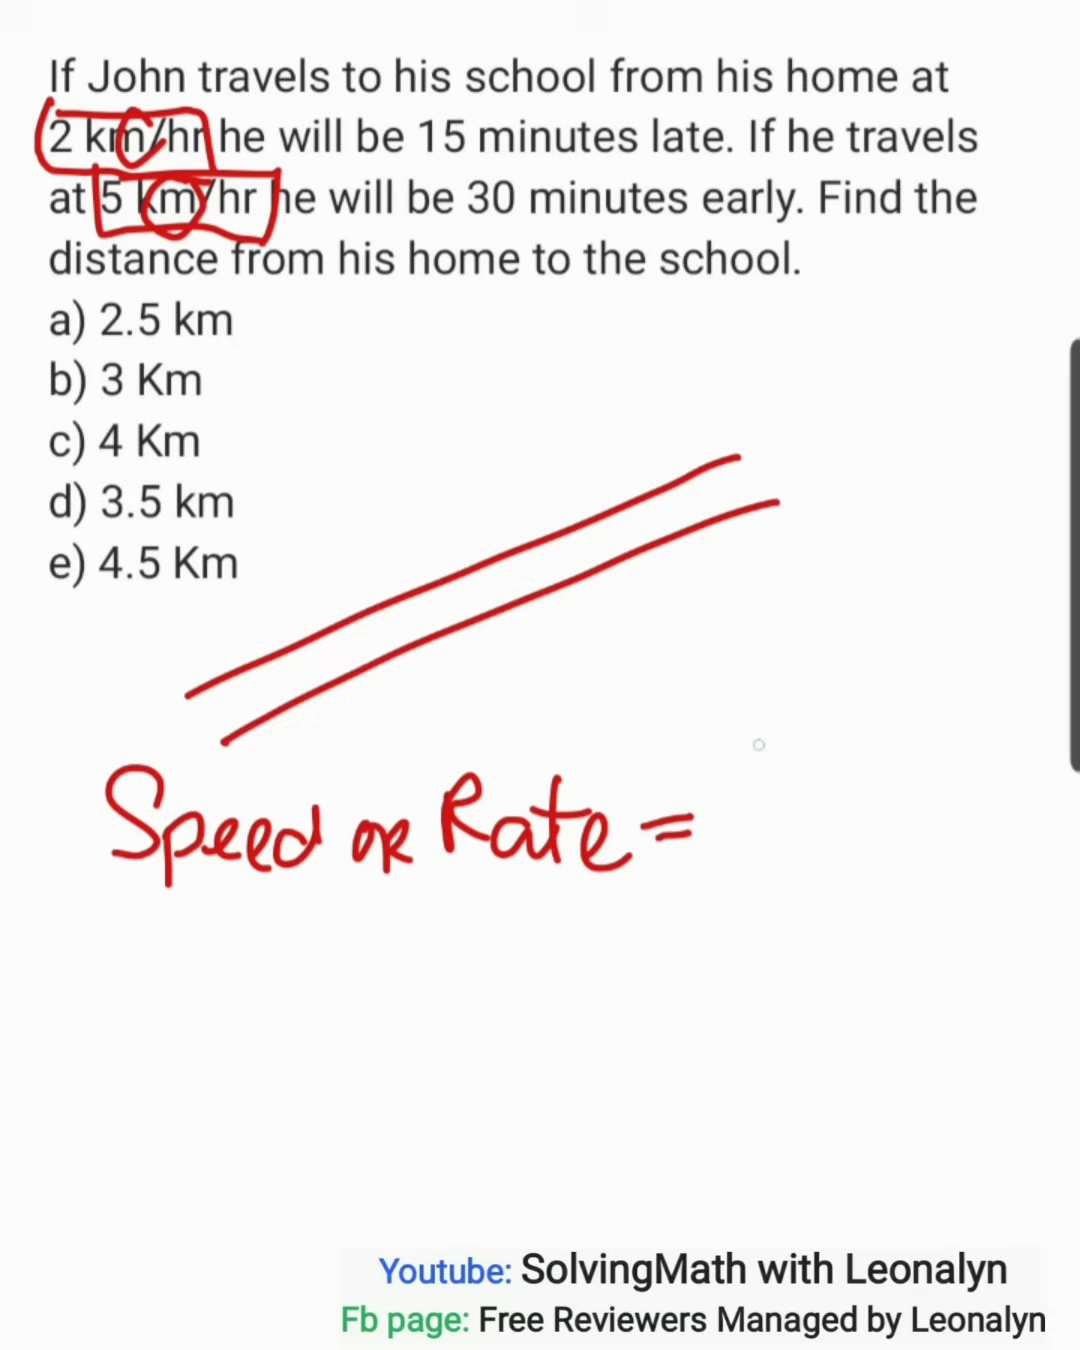 If John travels to his school from his home at
2 km/hr he will be 15 minutes late. If he travels
at 5 km/hr he will be 30 minutes early. Find the
distance from his home to the school.
a) 2.5 km
b) 3 Km
c) 4 Km
d) 3.5 km
e) 4.5 Km
Speed or Rate =
Youtube: SolvingMath with Leonalyn
Fb page: Free Reviewers Managed by Leonalyn